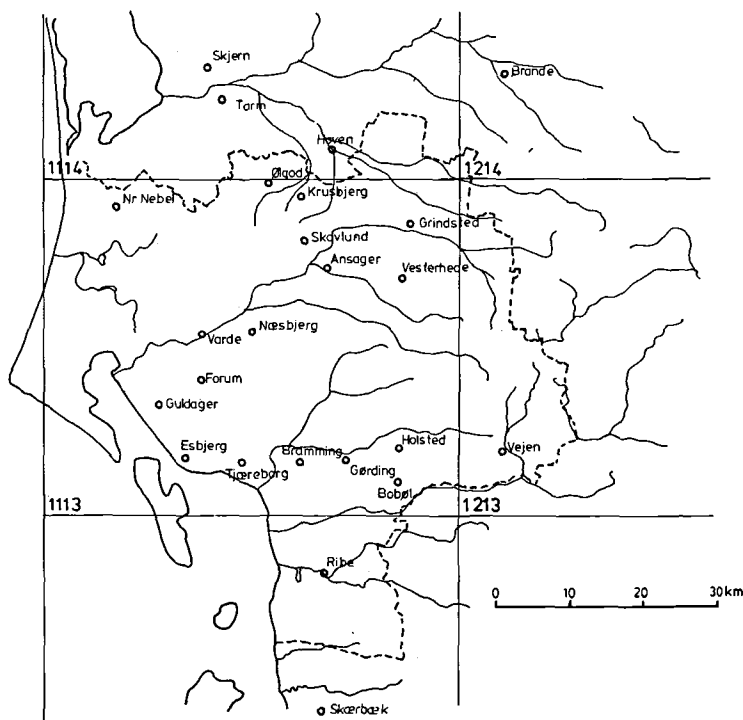 Skjern
Brande
Tarm
Hoven
1114
1214
Ølgod
Krusbjerg
Nr Nebel
Grindsted
Skovlund
Ansager
Vesterhede
Næsbjerg
Varde
Forum
Guldager
Esbjerg
Bramming
Holsted
Vejen
Tjæreborg
Gørding
Bobøl
1113
1213
Ribe
0 10 20 30 km
Skærbæk